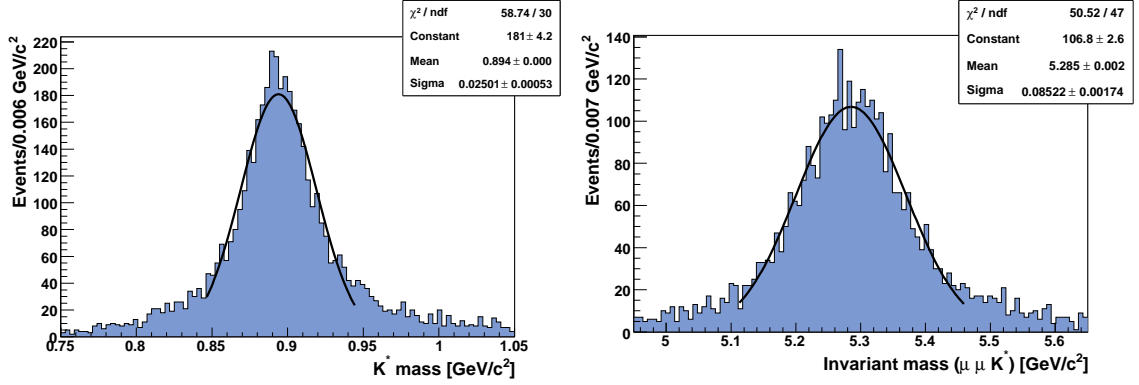 χ² / ndf 58.74 / 30
Constant 181 ± 4.2
Mean 0.894 ± 0.000
Sigma 0.02501 ± 0.00053
Events/0.006 GeV/c²
220
200
180
160
140
120
100
80
60
40
20
0
0.75 0.8 0.85 0.9 0.95 1 1.05
K* mass [GeV/c²]
χ² / ndf 50.52 / 47
Constant 106.8 ± 2.6
Mean 5.285 ± 0.002
Sigma 0.08522 ± 0.00174
Events/0.007 GeV/c²
140
120
100
80
60
40
20
0
5 5.1 5.2 5.3 5.4 5.5 5.6
Invariant mass (μ μ K*) [GeV/c²]